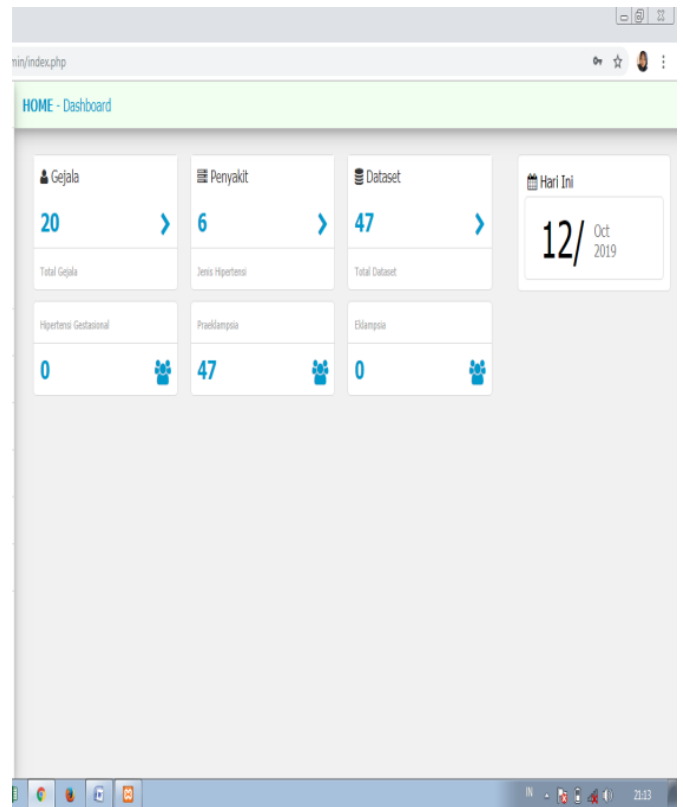 min/index.php
HOME - Dashboard
Gejala
20
Total Gejala
Penyakit
6
Jenis Hipertensi
Dataset
47
Total Dataset
Hari Ini
12/ Oct
2019
Hipertensi Gestasional
0
Praeklampsia
47
Eklampsia
0
IN
21:13